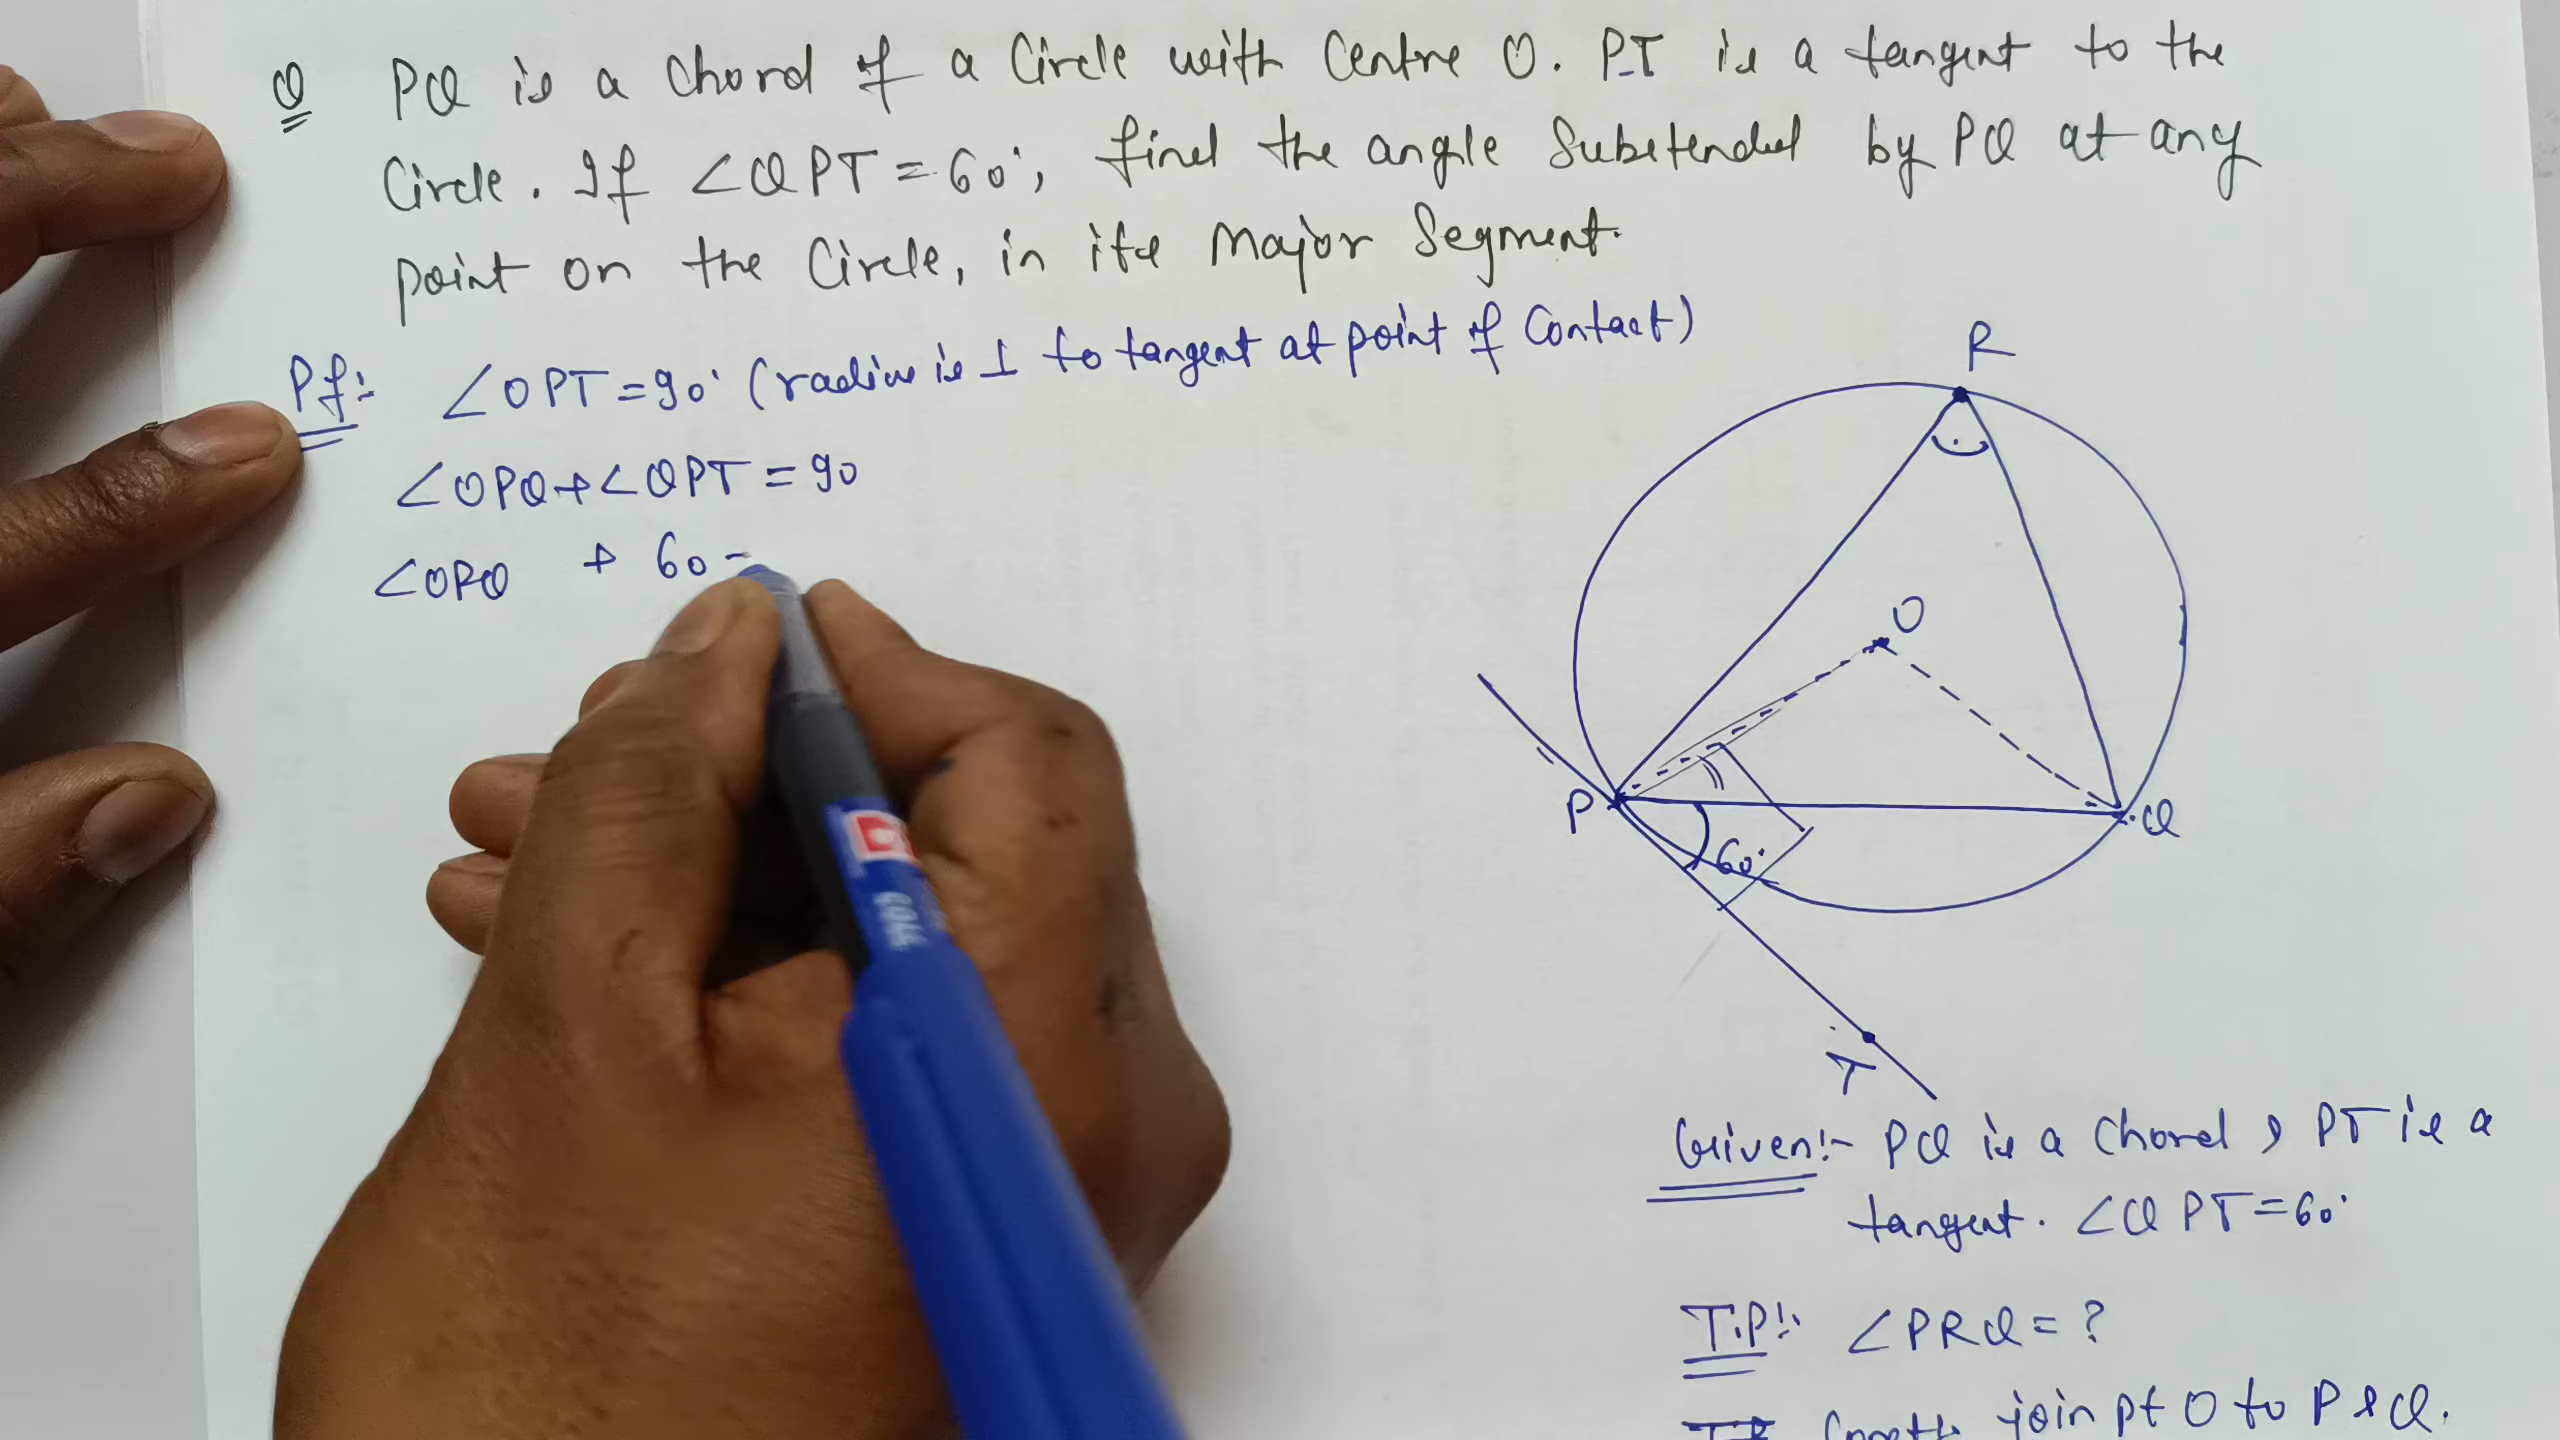 Q PQ is a chord of a Circle with Centre O. PT is a tangent to the
Circle. If ∠QPT = 60°, find the angle Subetended by PQ at any
point on the Circle, in its Major Segment.
Pf:- ∠OPT = 90° (radius is ⊥ to tangent at point of Contact)
∠OPQ + ∠QPT = 90
∠OPQ + 60 =
R
O
P
Q
60°
T
Given:- PQ is a Chord, PT is a
tangent. ∠QPT = 60°
T.P:- ∠PRQ = ?
join pt O to P & Q.